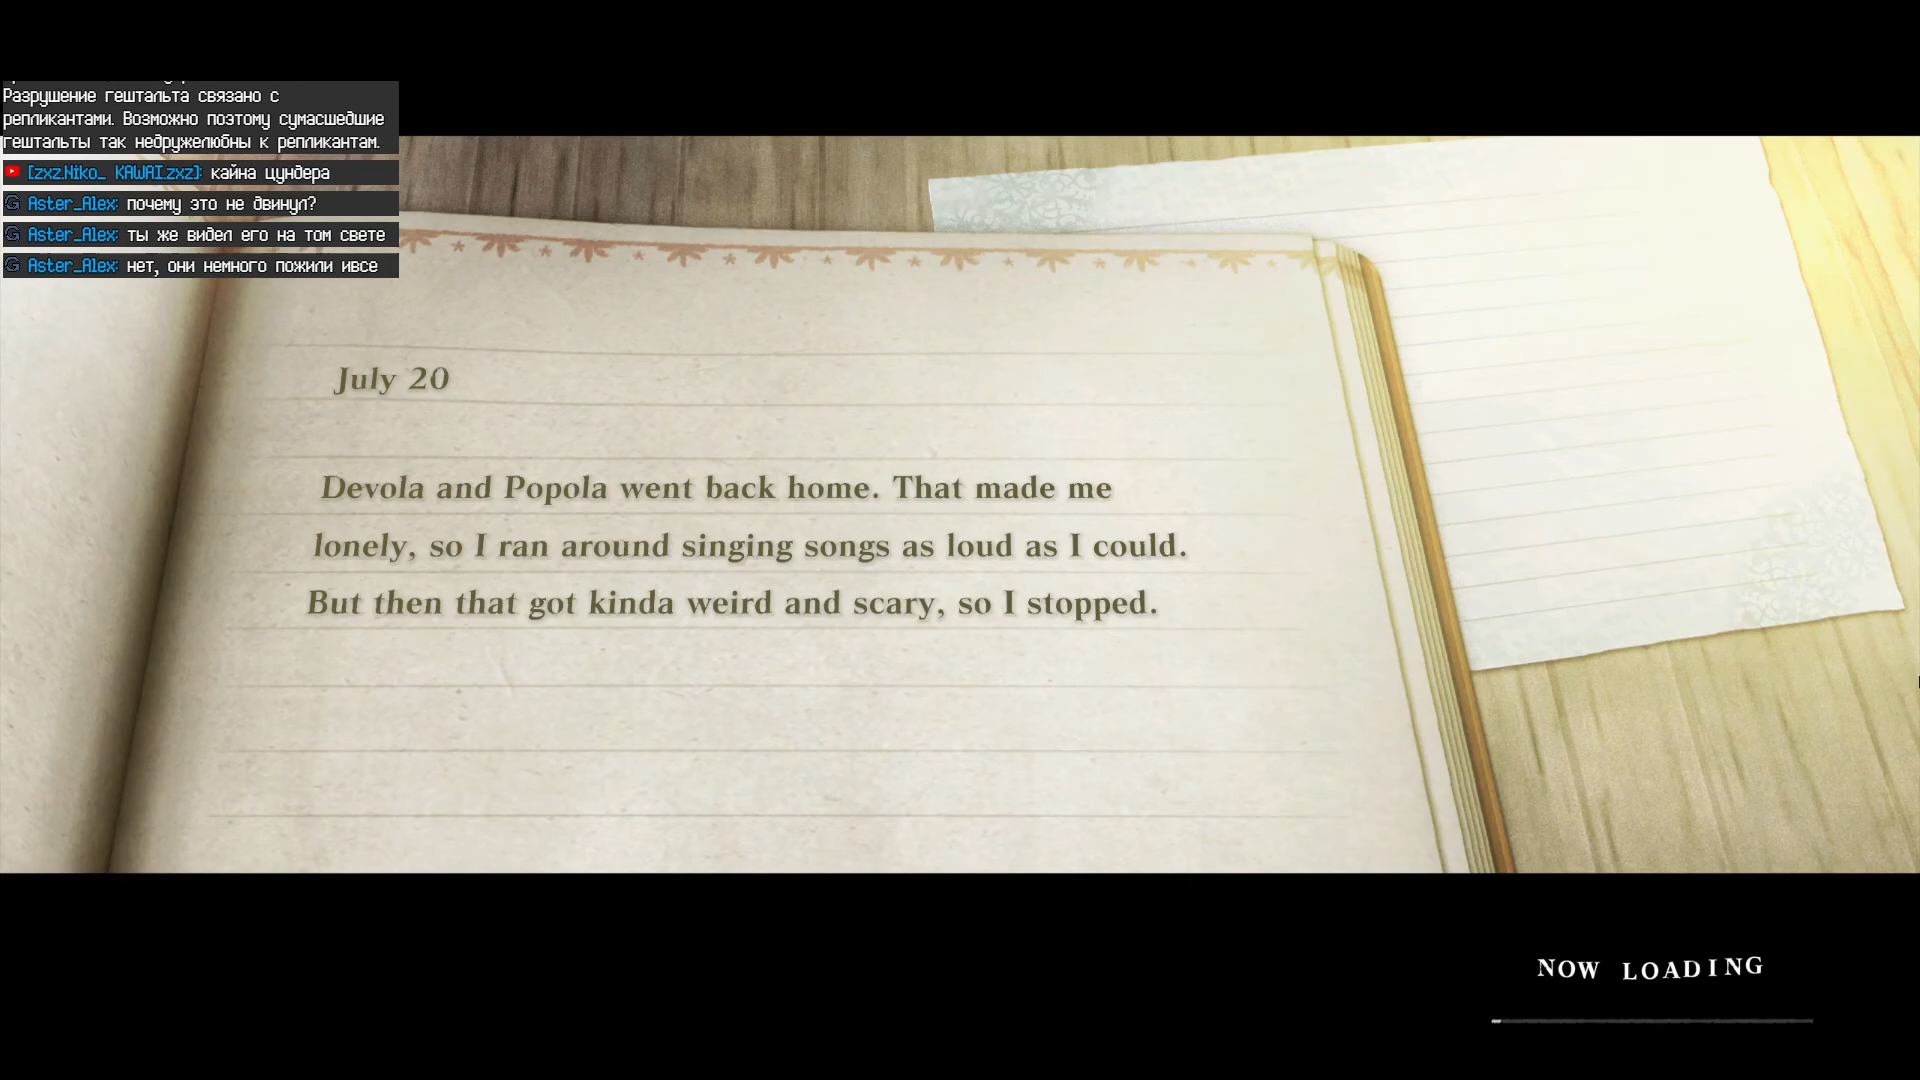 Разрушение гештальта связано с
репликантами. Возможно поэтому сумасшедшие
гештальты так недружелюбны к репликантам.
[zxz.Niko_ KAWAI.zxz]: кайна цундера
Aster_Alex: почему это не двинул?
Aster_Alex: ты же видел его на том свете
Aster_Alex: нет, они немного пожили ивсе
July 20
Devola and Popola went back home. That made me
lonely, so I ran around singing songs as loud as I could.
But then that got kinda weird and scary, so I stopped.
NOW LOADING